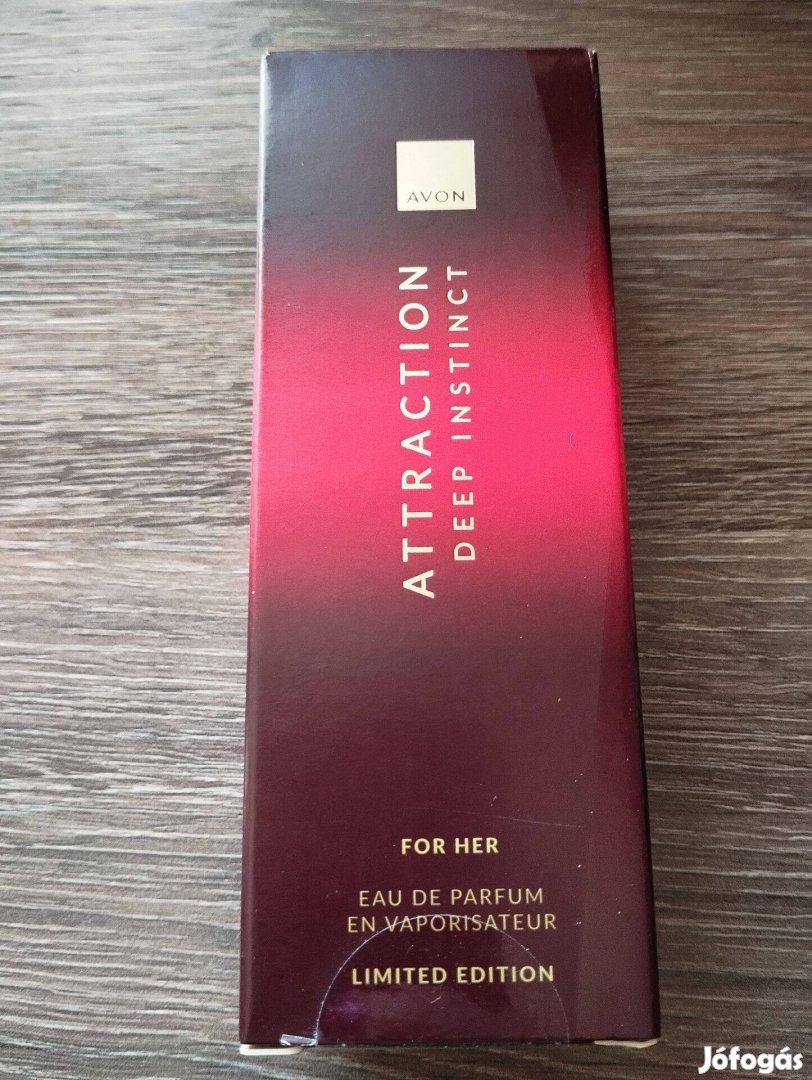 AVON
ATTRACTION
DEEP INSTINCT
FOR HER
EAU DE PARFUM
EN VAPORISATEUR
LIMITED EDITION
Jófogás